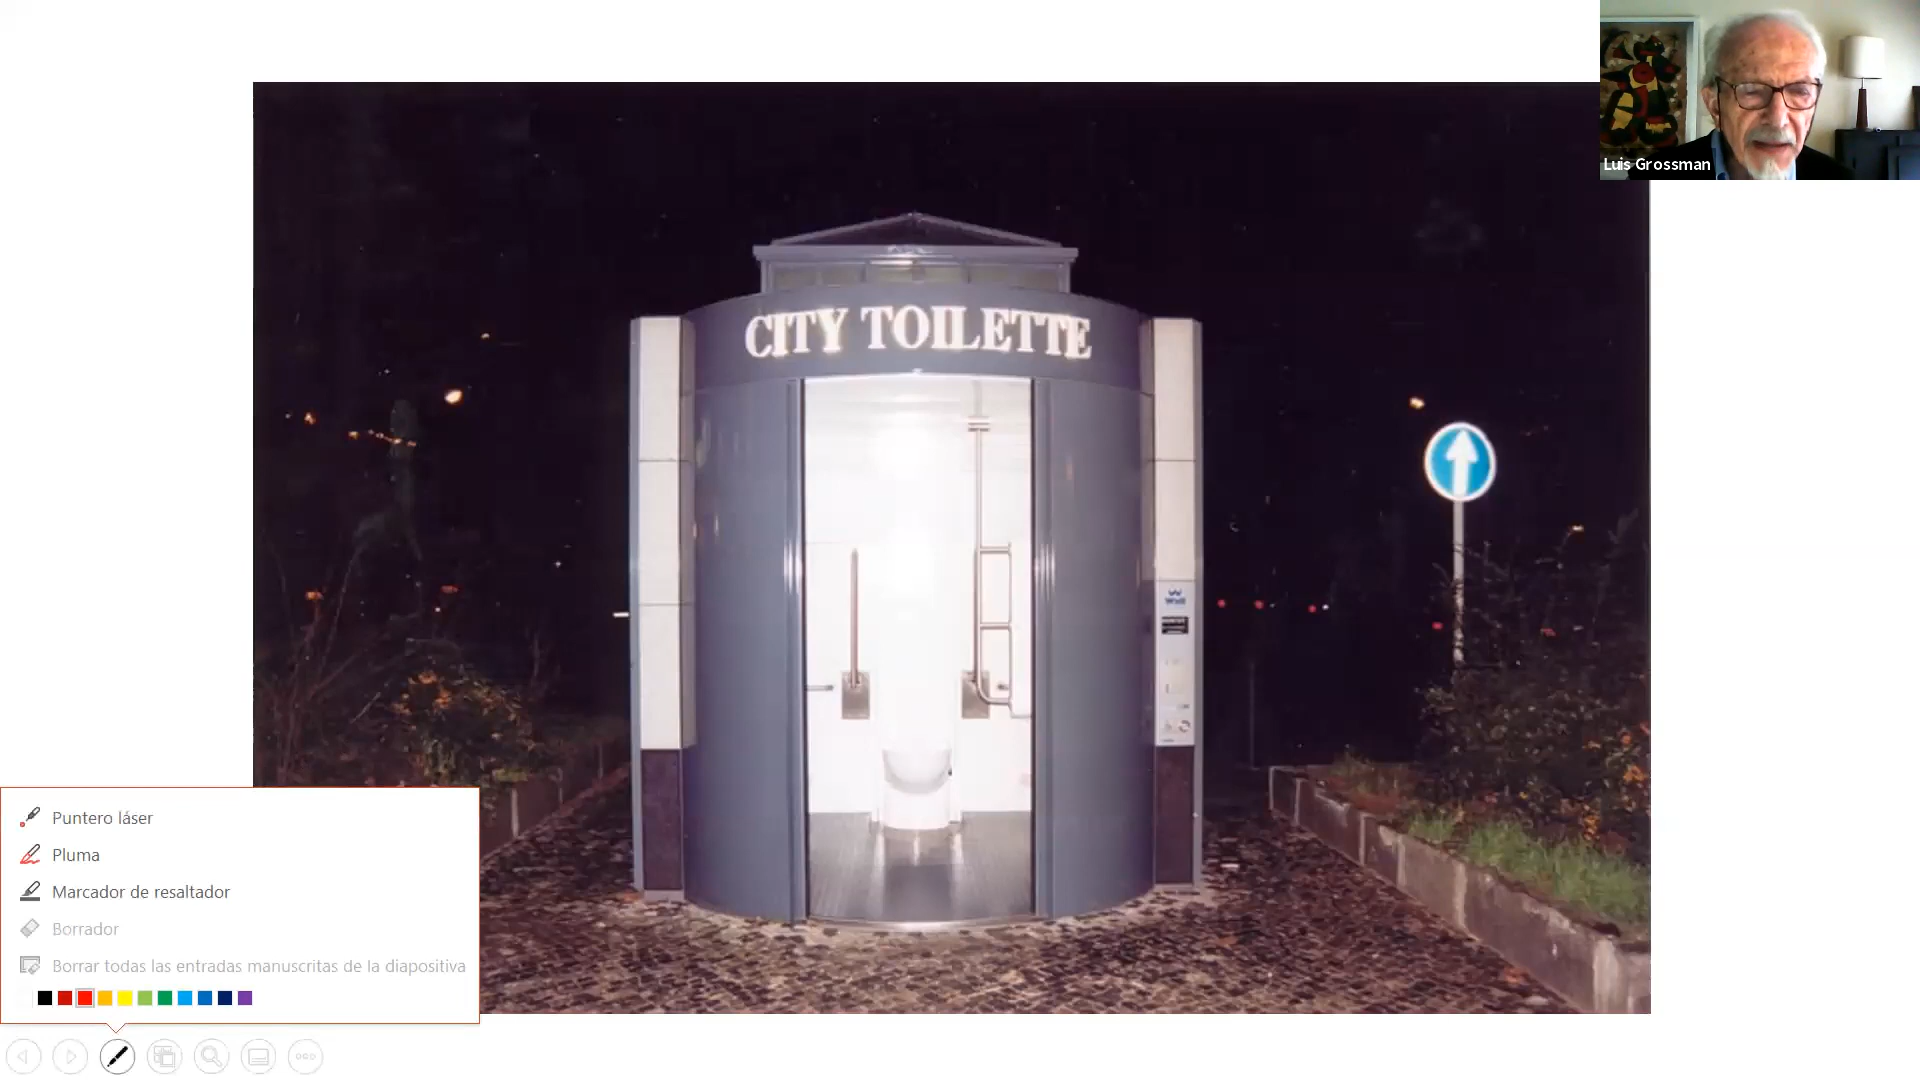 Luis Grossman
CITY TOILETTE
Wall
Puntero láser
Pluma
Marcador de resaltador
Borrador
Borrar todas las entradas manuscritas de la diapositiva